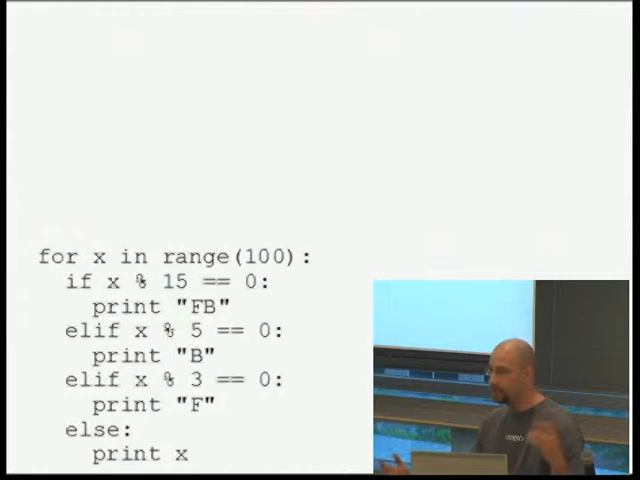 for x in range(100):
  if x % 15 == 0:
    print "FB"
  elif x % 5 == 0:
    print "B"
  elif x % 3 == 0:
    print "F"
  else:
    print x